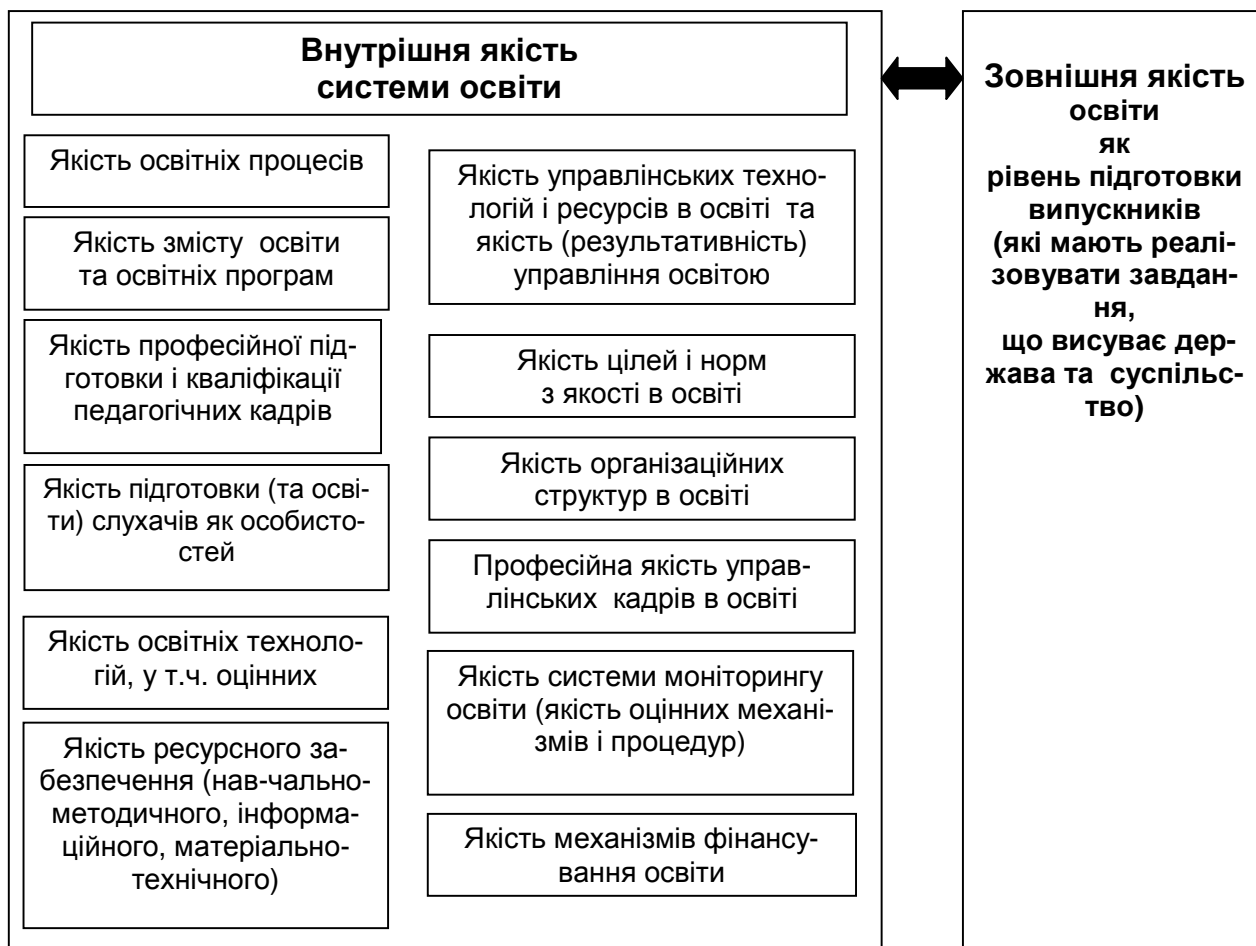 Внутрішня якість
системи освіти
Якість освітніх процесів
Якість змісту освіти
та освітніх програм
Якість професійної під-
готовки і кваліфікації
педагогічних кадрів
Якість підготовки (та осві-
ти) слухачів як особисто-
стей
Якість освітніх техноло-
гій, у т.ч. оцінних
Якість ресурсного за-
безпечення (нав-чально-
методичного, інформа-
ційного, матеріально-
технічного)
Якість управлінських техно-
логій і ресурсів в освіті та
якість (результативність)
управління освітою
Якість цілей і норм
з якості в освіті
Якість організаційних
структур в освіті
Професійна якість управ-
лінських кадрів в освіті
Якість системи моніторингу
освіти (якість оцінних механі-
змів і процедур)
Якість механізмів фінансу-
вання освіти
Зовнішня якість
освіти
як
рівень підготовки
випускників
(які мають реалі-
зовувати завдан-
ня,
що висуває дер-
жава та суспільс-
тво)